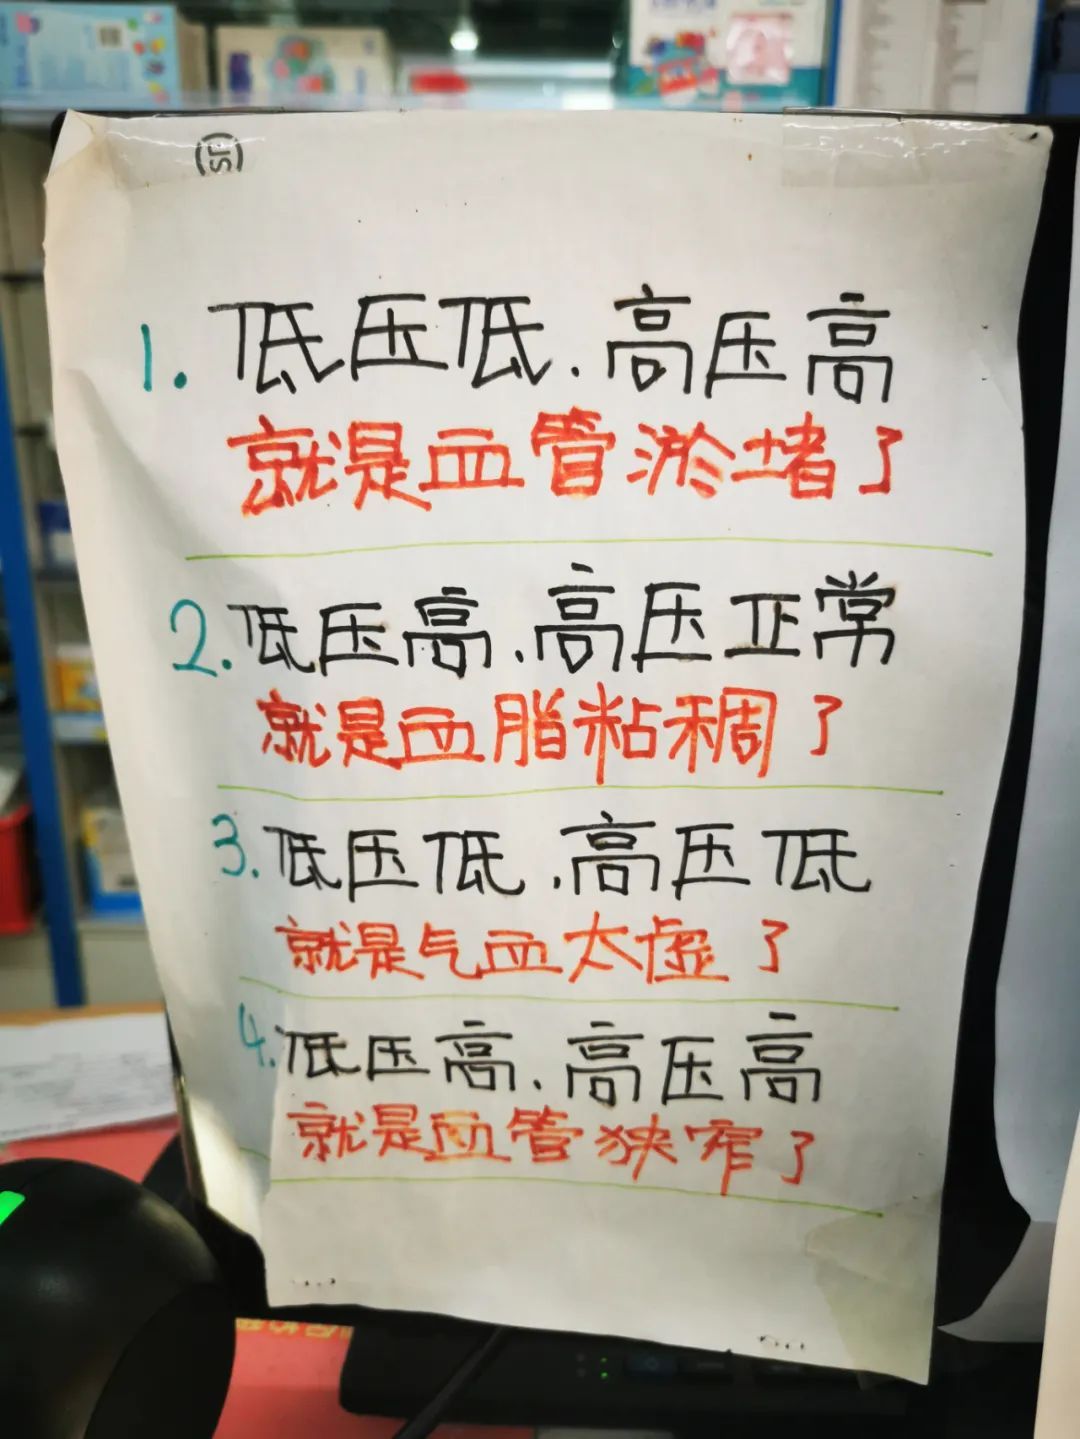 1. 低压低.高压高
就是血管淤堵了
2. 低压高.高压正常
就是血脂粘稠了
3. 低压低.高压低
就是气血太虚了
4. 低压高.高压高
就是血管狭窄了